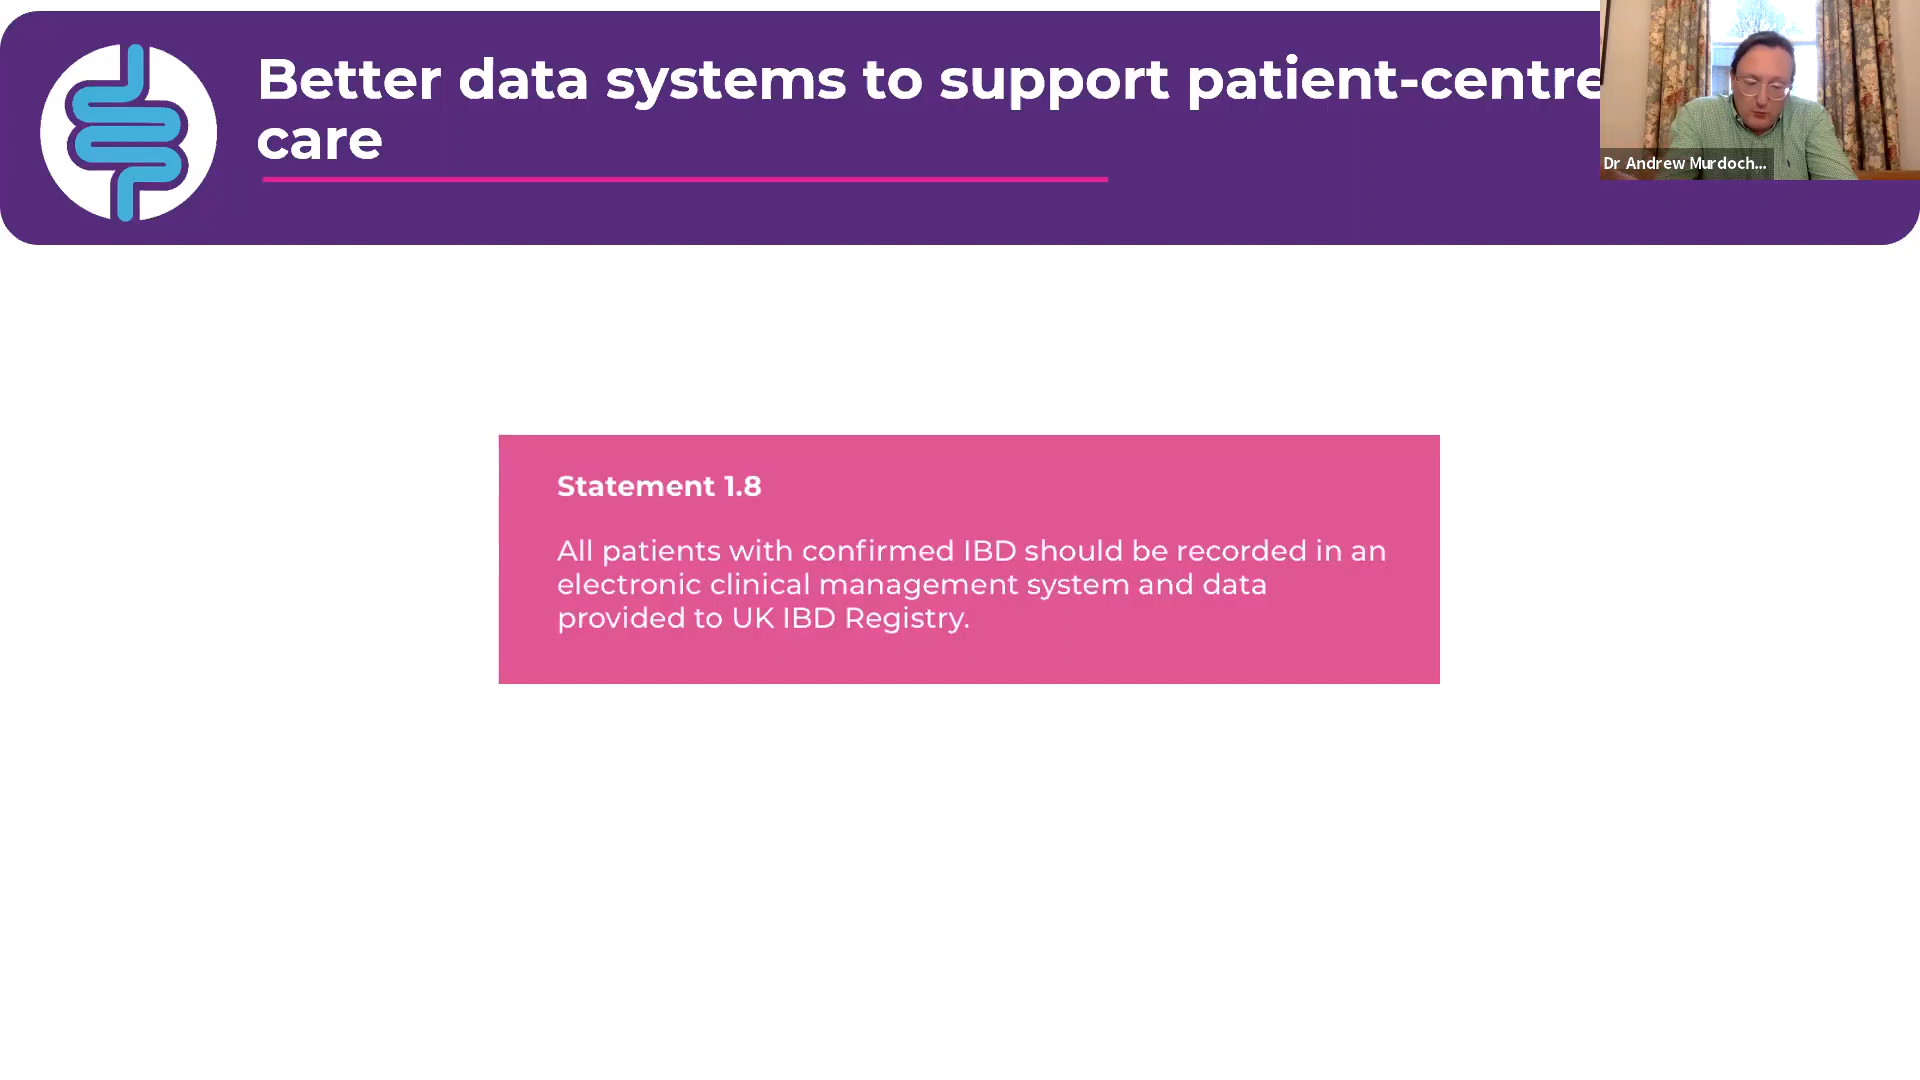 Better data systems to support patient-centre
care
Dr Andrew Murdoch...
Statement 1.8
All patients with confirmed IBD should be recorded in an
electronic clinical management system and data
provided to UK IBD Registry.